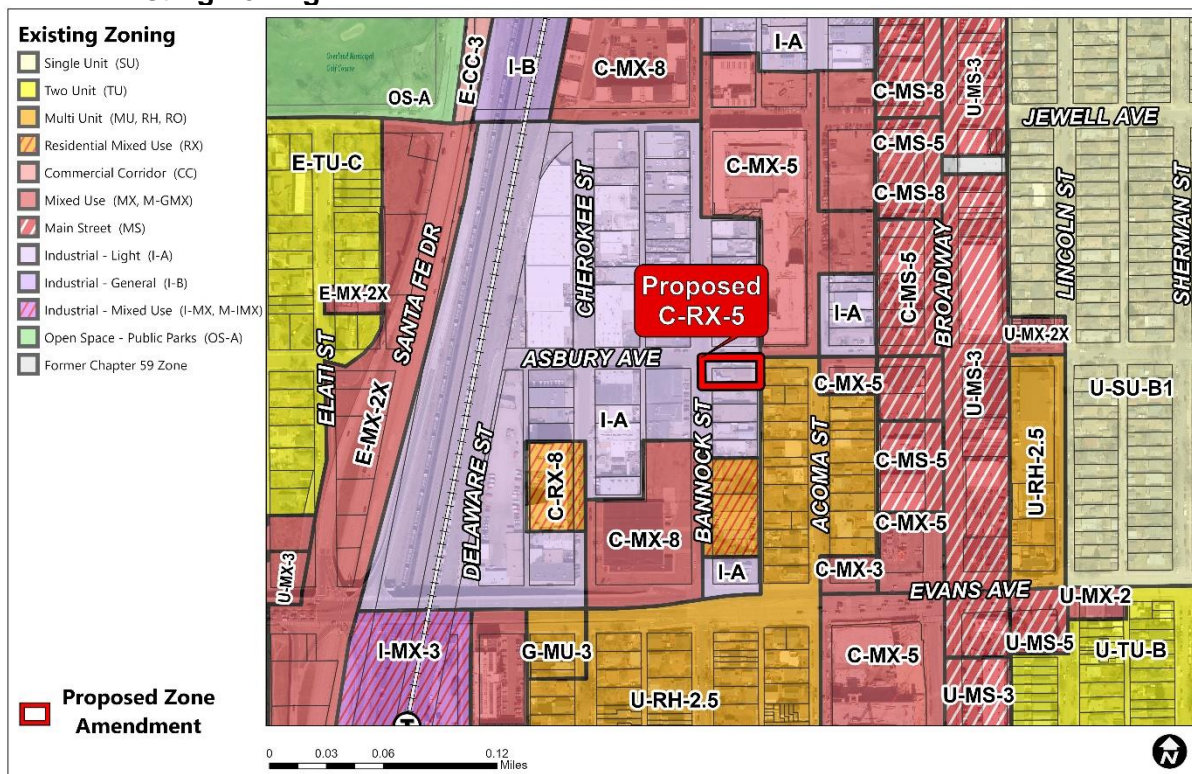 Existing Zoning
Single Unit (SU)
Two Unit (TU)
Multi Unit (MU, RH, RO)
Residential Mixed Use (RX)
Commercial Corridor (CC)
Mixed Use (MX, M-GMX)
Main Street (MS)
Industrial - Light (I-A)
Industrial - General (I-B)
Industrial - Mixed Use (I-MX, M-IMX)
Open Space - Public Parks (OS-A)
Former Chapter 59 Zone
Proposed Zone
Amendment
Overland Municipal
Golf Course
OS-A
E-CC-3
I-B
C-MX-8
I-A
C-MS-8
U-MS-3
JEWELL AVE
E-TU-C
CHEROKEE ST
C-MX-5
C-MS-5
C-MS-8
LINCOLN ST
SHERMAN ST
SANTA FE DR
E-MX-2X
Proposed
C-RX-5
I-A
C-MS-5
BROADWAY
U-MX-2X
ELATI ST
ASBURY AVE
E-MX-2X
C-MX-5
U-MS-3
U-SU-B1
I-A
BANNOCK ST
ACOMA ST
C-RX-8
C-MS-5
U-RH-2.5
DELAWARE ST
C-MX-8
C-MX-5
U-MX-3
I-A
C-MX-3
EVANS AVE
U-MX-2
I-MX-3
G-MU-3
U-RH-2.5
C-MX-5
U-MS-5
U-TU-B
U-MS-3
T
0 0.03 0.06 0.12
Miles
N